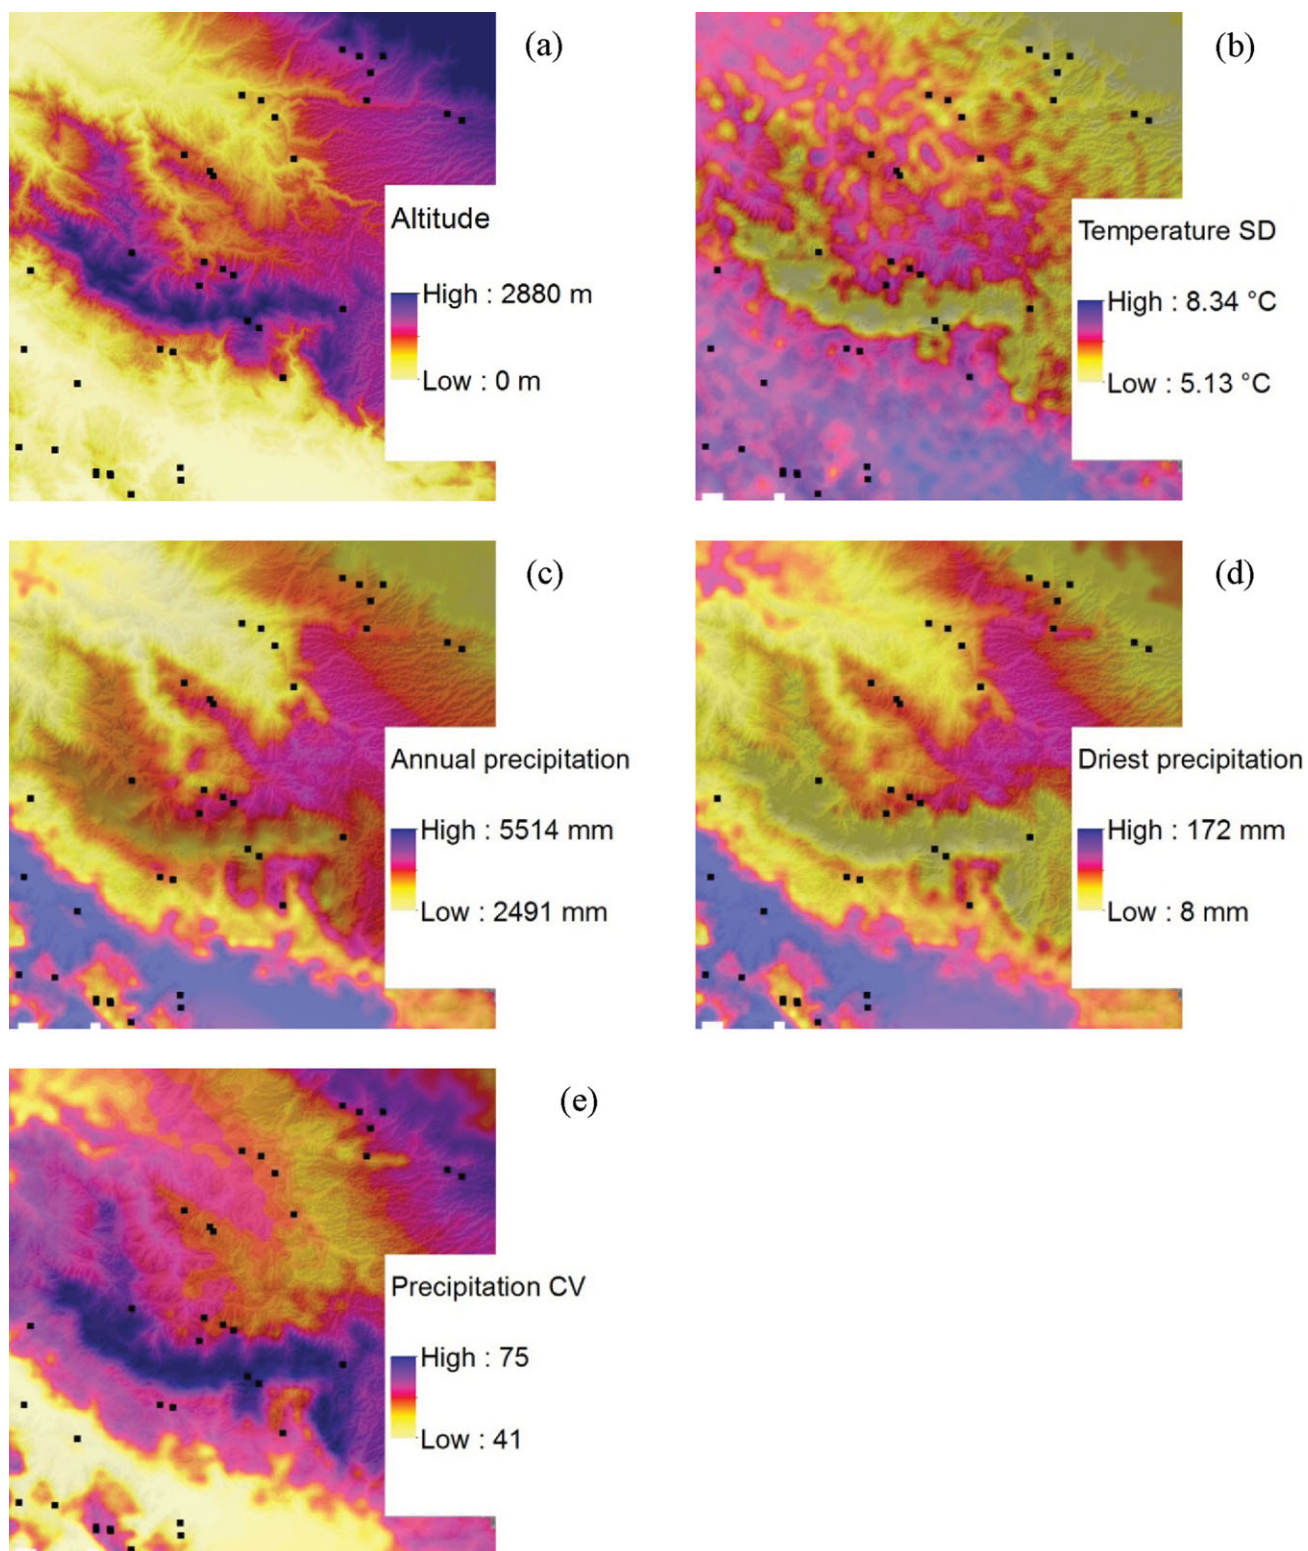 (a)
Altitude
High : 2880 m
Low : 0 m
(b)
Temperature SD
High : 8.34 °C
Low : 5.13 °C
(c)
Annual precipitation
High : 5514 mm
Low : 2491 mm
(d)
Driest precipitation
High : 172 mm
Low : 8 mm
(e)
Precipitation CV
High : 75
Low : 41